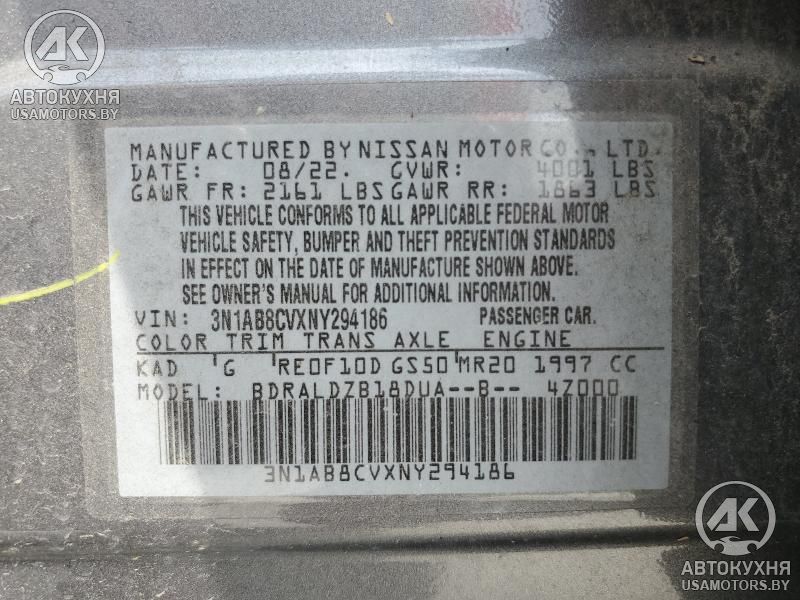 AK
АВТОКУХНЯ
USAMOTORS.BY
MANUFACTURED BY NISSAN MOTOR CO., LTD.
DATE: 08/22. GVWR: 4001 LBS
GAWR FR: 2161 LBS GAWR RR: 1863 LBS
THIS VEHICLE CONFORMS TO ALL APPLICABLE FEDERAL MOTOR
VEHICLE SAFETY, BUMPER AND THEFT PREVENTION STANDARDS
IN EFFECT ON THE DATE OF MANUFACTURE SHOWN ABOVE.
SEE OWNER'S MANUAL FOR ADDITIONAL INFORMATION.
VIN: 3N1AB8CVXNY294186 PASSENGER CAR.
COLOR TRIM TRANS AXLE ENGINE
KAD G RE0F10D GS50 MR20 1997 CC
MODEL: BDRALDZB18DUA--B-- 4Z000
3N1AB8CVXNY294186
AK
АВТОКУХНЯ
USAMOTORS.BY